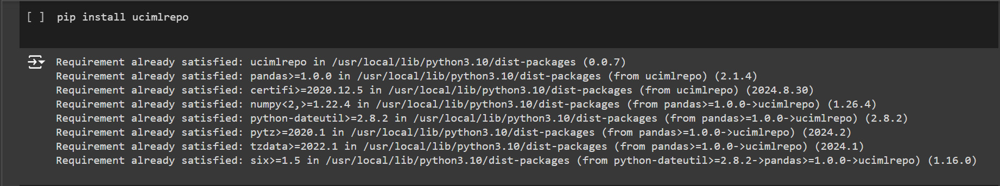 [ ] pip install ucimlrepo
Requirement already satisfied: ucimlrepo in /usr/local/lib/python3.10/dist-packages (0.0.7)
Requirement already satisfied: pandas>=1.0.0 in /usr/local/lib/python3.10/dist-packages (from ucimlrepo) (2.1.4)
Requirement already satisfied: certifi>=2020.12.5 in /usr/local/lib/python3.10/dist-packages (from ucimlrepo) (2024.8.30)
Requirement already satisfied: numpy<2,>=1.22.4 in /usr/local/lib/python3.10/dist-packages (from pandas>=1.0.0->ucimlrepo) (1.26.4)
Requirement already satisfied: python-dateutil>=2.8.2 in /usr/local/lib/python3.10/dist-packages (from pandas>=1.0.0->ucimlrepo) (2.8.2)
Requirement already satisfied: pytz>=2020.1 in /usr/local/lib/python3.10/dist-packages (from pandas>=1.0.0->ucimlrepo) (2024.2)
Requirement already satisfied: tzdata>=2022.1 in /usr/local/lib/python3.10/dist-packages (from pandas>=1.0.0->ucimlrepo) (2024.1)
Requirement already satisfied: six>=1.5 in /usr/local/lib/python3.10/dist-packages (from python-dateutil>=2.8.2->pandas>=1.0.0->ucimlrepo) (1.16.0)